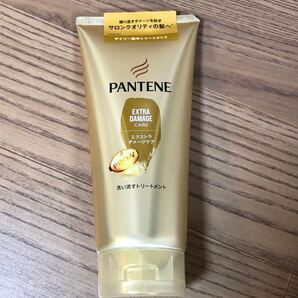 繰り返すダメージを防ぎ
サロンクオリティの髪へ
デイリー集中トリートメント
PANTENE
EXTRA
DAMAGE
CARE
エクストラ
ダメージケア
PRO-V
洗い流すトリートメント